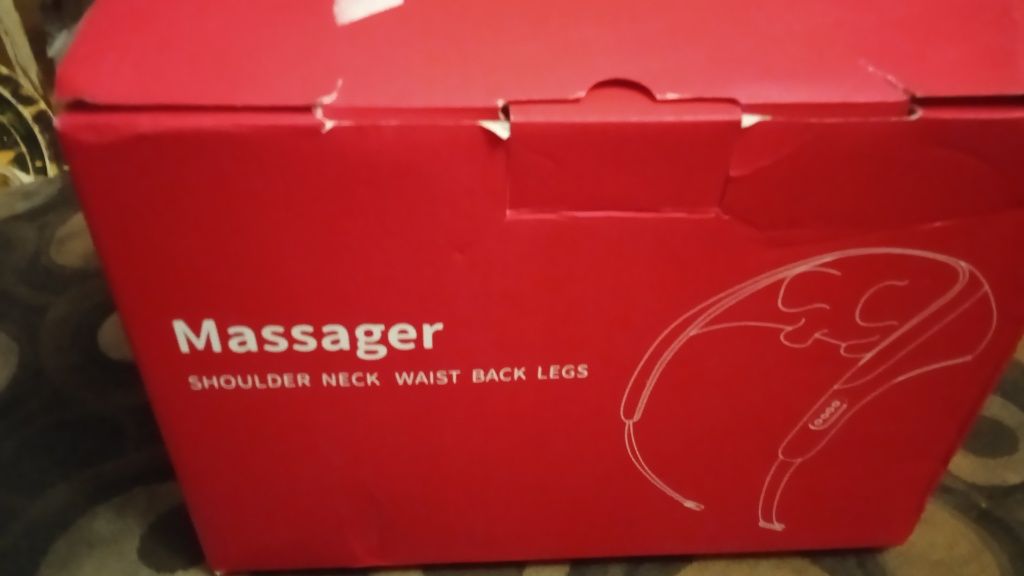 Massager
SHOULDER NECK WAIST BACK LEGS